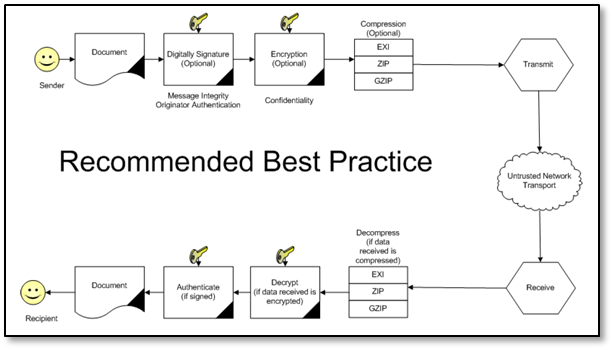 Sender
Document
Digitally Signature
(Optional)
Message Integrity
Originator Authentication
Encryption
(Optional)
Confidentiality
Compression
(Optional)
EXI
ZIP
GZIP
Transmit
Recommended Best Practice
Untrusted Network
Transport
Recipient
Document
Authenticate
(if signed)
Decrypt
(if data received is
encrypted)
Decompress
(if data
received is
compressed)
EXI
ZIP
GZIP
Receive